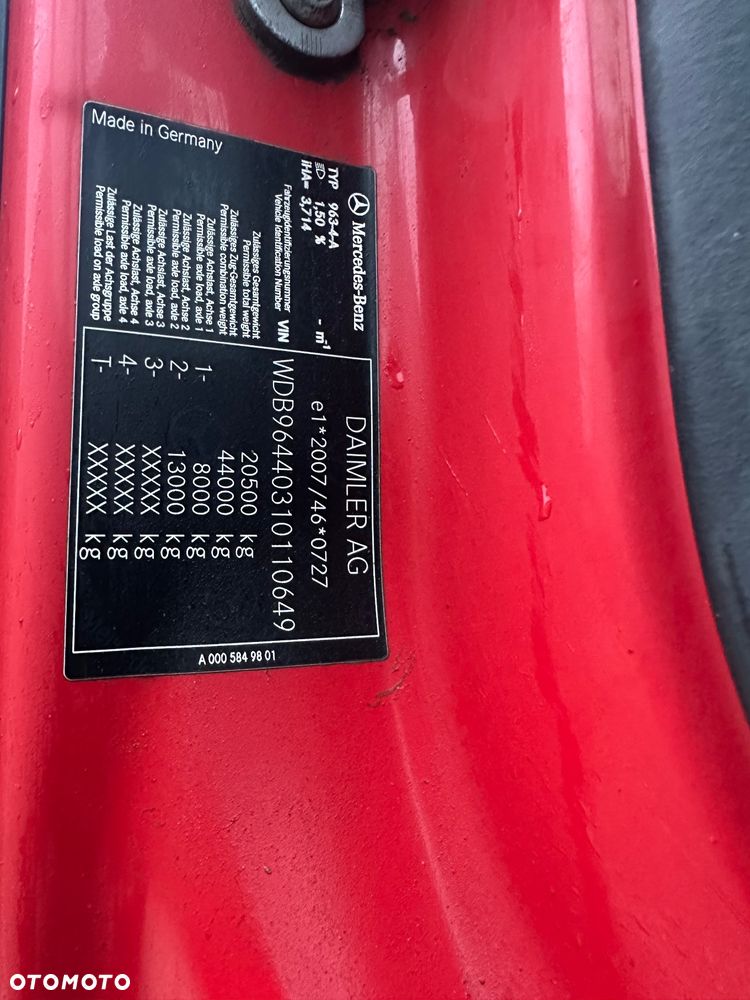 Mercedes-Benz
TYP 963-4-A
1,50 % - m⁻¹
iHA= 3,714
DAIMLER AG
e1*2007/46*0727
Fahrzeugidentifizierungsnummer
Vehicle Identification Number VIN WDB9644031O110649
Zulässiges Gesamtgewicht
Permissible total weight 20500 kg
Zulässiges Zug-Gesamtgewicht
Permissible combination weight 44000 kg
Zulässige Achslast, Achse 1
Permissible axle load, axle 1 1- 8000 kg
Zulässige Achslast, Achse 2
Permissible axle load, axle 2 2- 13000 kg
Zulässige Achslast, Achse 3
Permissible axle load, axle 3 3- XXXXX kg
Zulässige Achslast, Achse 4
Permissible axle load, axle 4 4- XXXXX kg
Zulässige Last der Achsgruppe
Permissible load on axle group T- XXXXX kg
Made in Germany
A 000 584 98 01
OTOMOTO